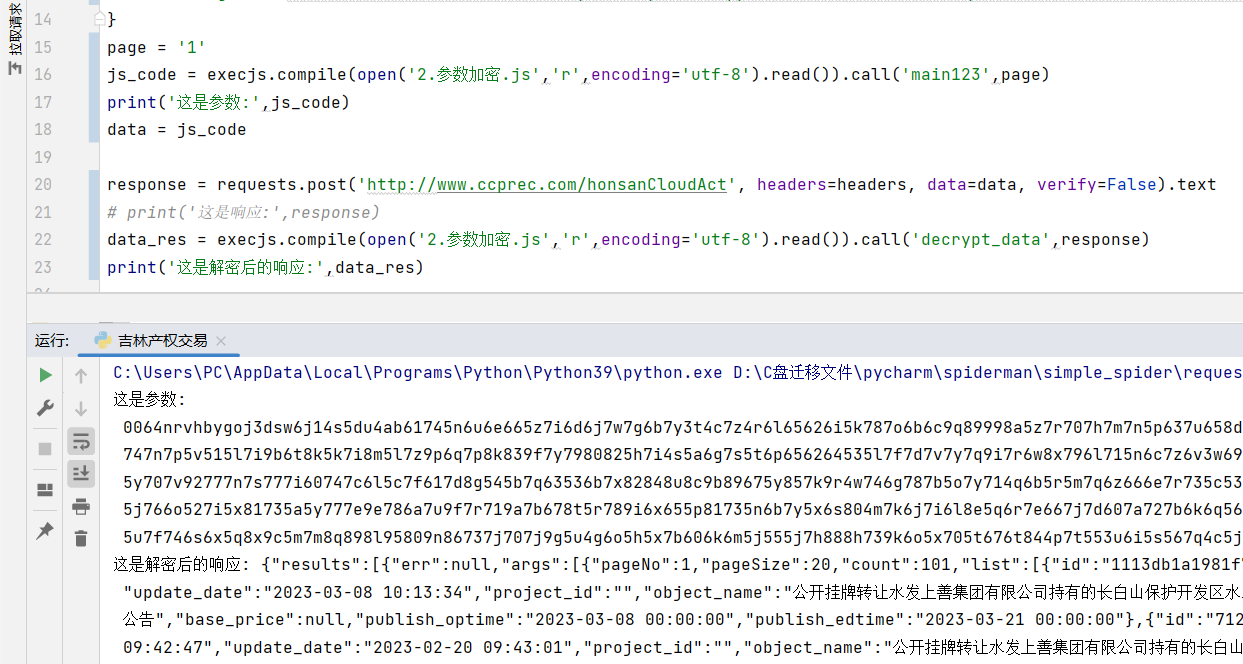 拉取请求
14 }
15 page = '1'
16 js_code = execjs.compile(open('2.参数加密.js','r',encoding='utf-8').read()).call('main123',page)
17 print('这是参数:',js_code)
18 data = js_code
19
20 response = requests.post('http://www.ccprec.com/honsanCloudAct', headers=headers, data=data, verify=False).text
21 # print('这是响应:',response)
22 data_res = execjs.compile(open('2.参数加密.js','r',encoding='utf-8').read()).call('decrypt_data',response)
23 print('这是解密后的响应:',data_res)
运行: 吉林产权交易
C:\Users\PC\AppData\Local\Programs\Python\Python39\python.exe D:\C盘迁移文件\pycharm\spiderman\simple_spider\reques
这是参数:
0064nrvhbygoj3dsw6j14s5du4ab61745n6u6e665z7i6d6j7w7g6b7y3t4c7z4r6l65626i5k787o6b6c9q89998a5z7r707h7m7n5p637u658d
747n7p5v515l7i9b6t8k5k7i8m5l7z9p6q7p8k839f7y7980825h7i4s5a6g7s5t6p656264535l7f7d7v7y7q9i7r6w8x796l715n6c7z6v3w69
5y707v92777n7s777i60747c6l5c7f617d8g545b7q63536b7x82848u8c9b89675y857k9r4w746g787b5o7y714q6b5r5m7q6z666e7r735c53
5j766o527i5x81735a5y777e9e786a7u9f7r719a7b678t5r789i6x655p81735n6b7y5x6s804m7k6j7i6l8e5q6r7e667j7d607a727b6k6q56
5u7f746s6x5q8x9c5m7m8q898l95809n86737j707j9g5u4g6o5h5x7b606k6m5j555j7h888h739k6o5x705t676t844p7t553u6i5s567q4c5j
这是解密后的响应: {"results":[{"err":null,"args":[{"pageNo":1,"pageSize":20,"count":101,"list":[{"id":"1113db1a1981f
"update_date":"2023-03-08 10:13:34","project_id":"","object_name":"公开挂牌转让水发上善集团有限公司持有的长白山保护开发区水
公告","base_price":null,"publish_optime":"2023-03-08 00:00:00","publish_edtime":"2023-03-21 00:00:00"},{"id":"712
09:42:47","update_date":"2023-02-20 09:43:01","project_id":"","object_name":"公开挂牌转让水发上善集团有限公司持有的长白山